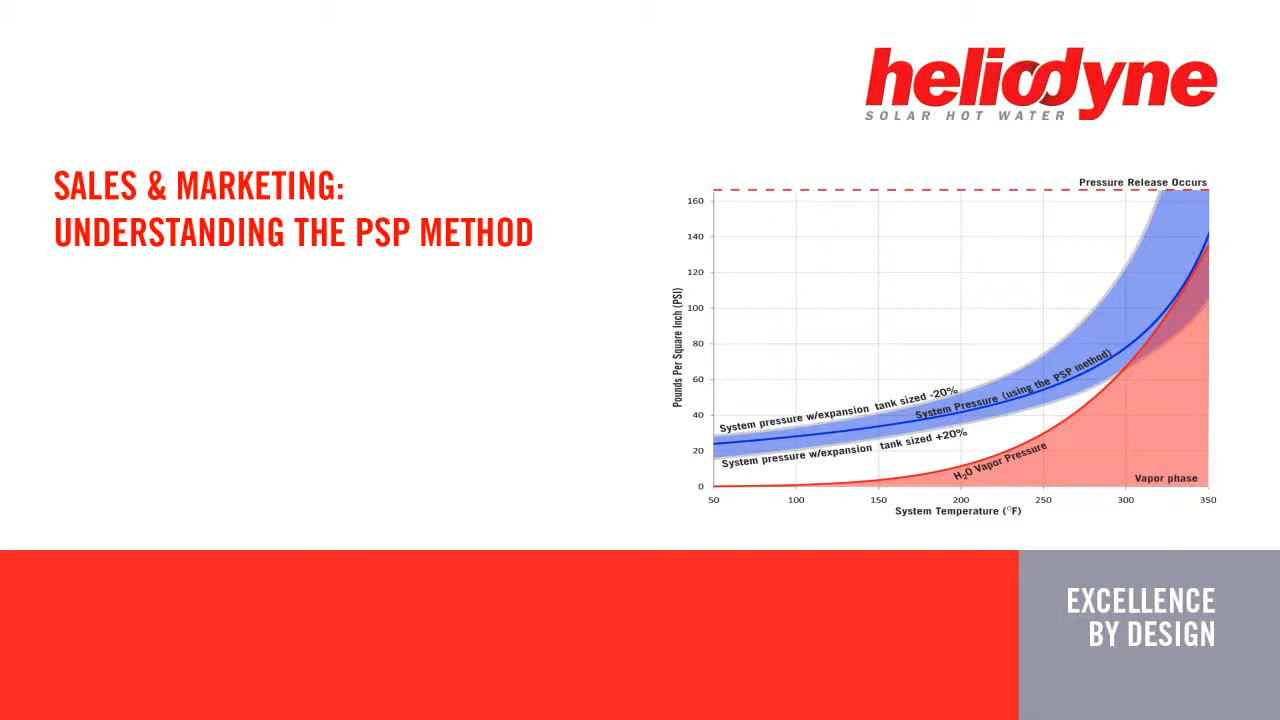 heliodyne
SOLAR HOT WATER
SALES & MARKETING:
UNDERSTANDING THE PSP METHOD
Pressure Release Occurs
160
140
120
100
80
60
40
20
0
Pounds Per Square Inch (PSI)
System pressure w/expansion tank sized -20%
System Pressure (using the PSP method)
System pressure w/expansion tank sized +20%
H₂O Vapor Pressure
Vapor phase
50 100 150 200 250 300 350
System Temperature (°F)
EXCELLENCE
BY DESIGN